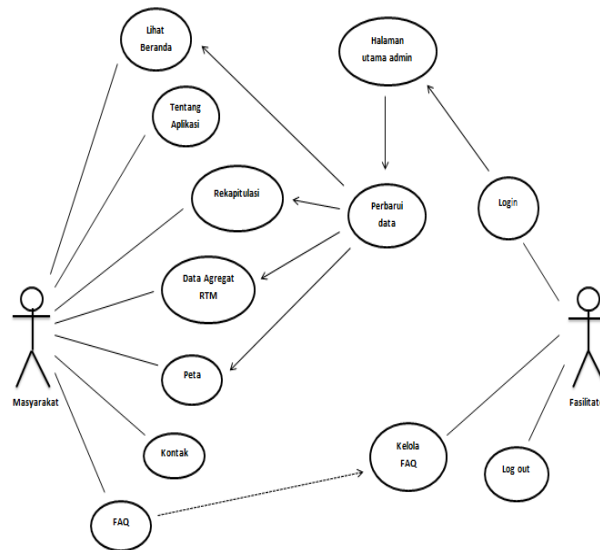 Lihat
Beranda
Halaman
utama admin
Tentang
Aplikasi
Rekapitulasi
Perbarui
data
Login
Data Agregat
RTM
Peta
Masyarakat
Fasilitato
Kontak
Kelola
FAQ
Log out
FAQ